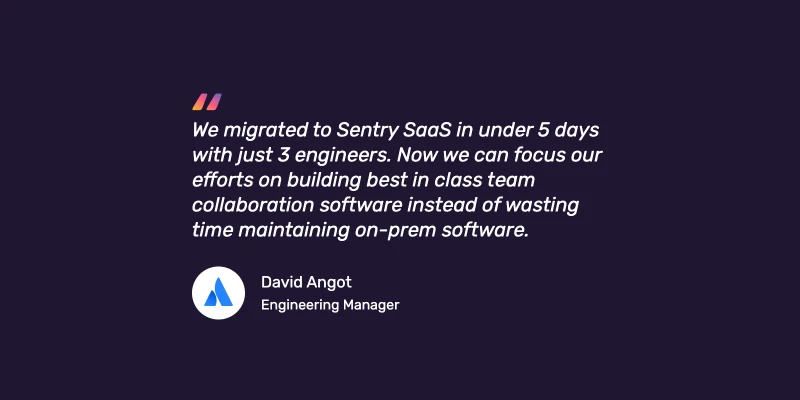 We migrated to Sentry SaaS in under 5 days
with just 3 engineers. Now we can focus our
efforts on building best in class team
collaboration software instead of wasting
time maintaining on-prem software.
David Angot
Engineering Manager